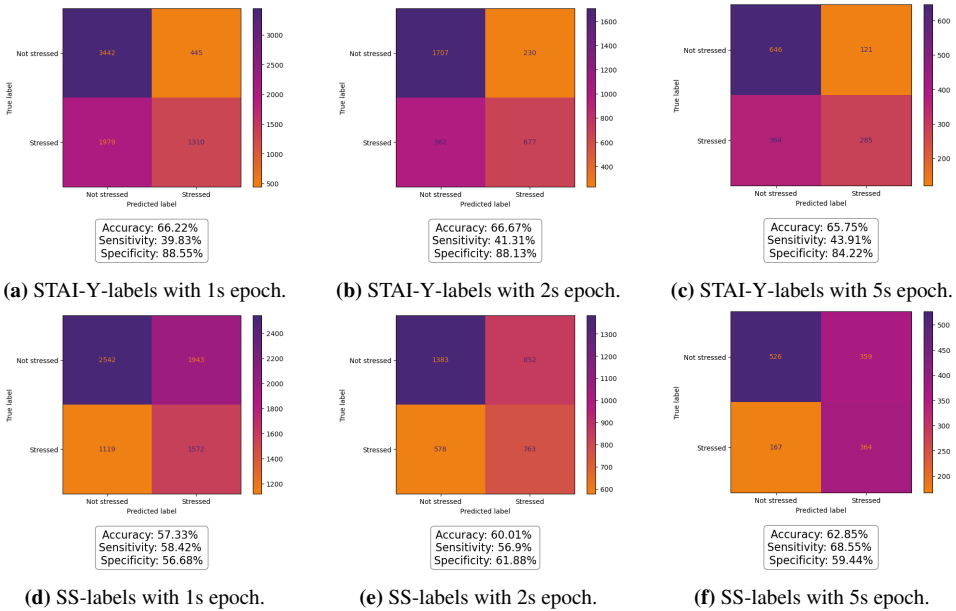 3000
2500
2000
1500
1000
500
Not stressed
3442
445
True label
Stressed
1979
1310
Not stressed
Stressed
Predicted label
Accuracy: 66.22%
Sensitivity: 39.83%
Specificity: 88.55%
(a) STAI-Y-labels with 1s epoch.
1600
1400
1200
1000
800
600
400
Not stressed
1707
230
True label
Stressed
962
677
Not stressed
Stressed
Predicted label
Accuracy: 66.67%
Sensitivity: 41.31%
Specificity: 88.13%
(b) STAI-Y-labels with 2s epoch.
600
500
400
300
200
Not stressed
646
121
True label
Stressed
364
285
Not stressed
Stressed
Predicted label
Accuracy: 65.75%
Sensitivity: 43.91%
Specificity: 84.22%
(c) STAI-Y-labels with 5s epoch.
2400
2200
2000
1800
1600
1400
1200
Not stressed
2542
1943
True label
Stressed
1119
1572
Not stressed
Stressed
Predicted label
Accuracy: 57.33%
Sensitivity: 58.42%
Specificity: 56.68%
(d) SS-labels with 1s epoch.
1300
1200
1100
1000
900
800
700
600
Not stressed
1383
852
True label
Stressed
578
763
Not stressed
Stressed
Predicted label
Accuracy: 60.01%
Sensitivity: 56.9%
Specificity: 61.88%
(e) SS-labels with 2s epoch.
500
450
400
350
300
250
200
Not stressed
526
359
True label
Stressed
167
364
Not stressed
Stressed
Predicted label
Accuracy: 62.85%
Sensitivity: 68.55%
Specificity: 59.44%
(f) SS-labels with 5s epoch.